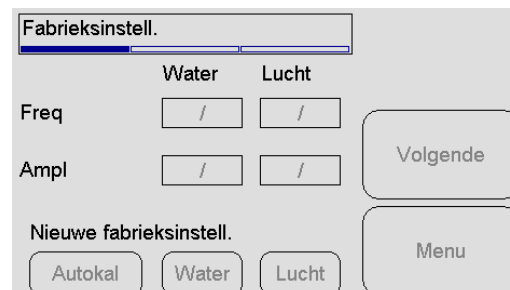 Fabrieksinstell.
Water Lucht
Freq / /
Ampl / /
Volgende
Nieuwe fabrieksinstell.
Autokal Water Lucht
Menu